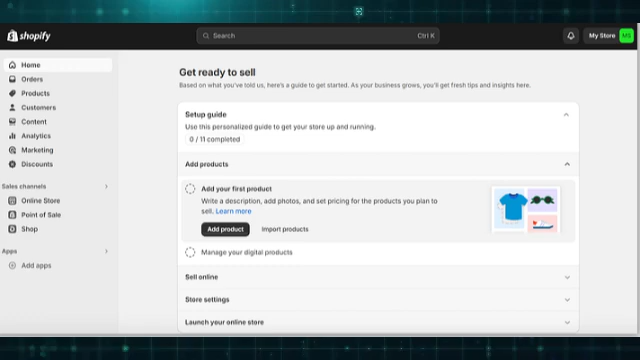 shopify
Search
Ctrl K
My Store
MS
Home
Orders
Products
Customers
Content
Analytics
Marketing
Discounts
Sales channels
Online Store
Point of Sale
Shop
Apps
Add apps
Get ready to sell
Based on what you've told us, here's a guide to get started. As your business grows, you'll get fresh tips and insights here.
Setup guide
Use this personalized guide to get your store up and running.
0 / 11 completed
Add products
Add your first product
Write a description, add photos, and set pricing for the products you plan to
sell. Learn more
Add product
Import products
Manage your digital products
Sell online
Store settings
Launch your online store